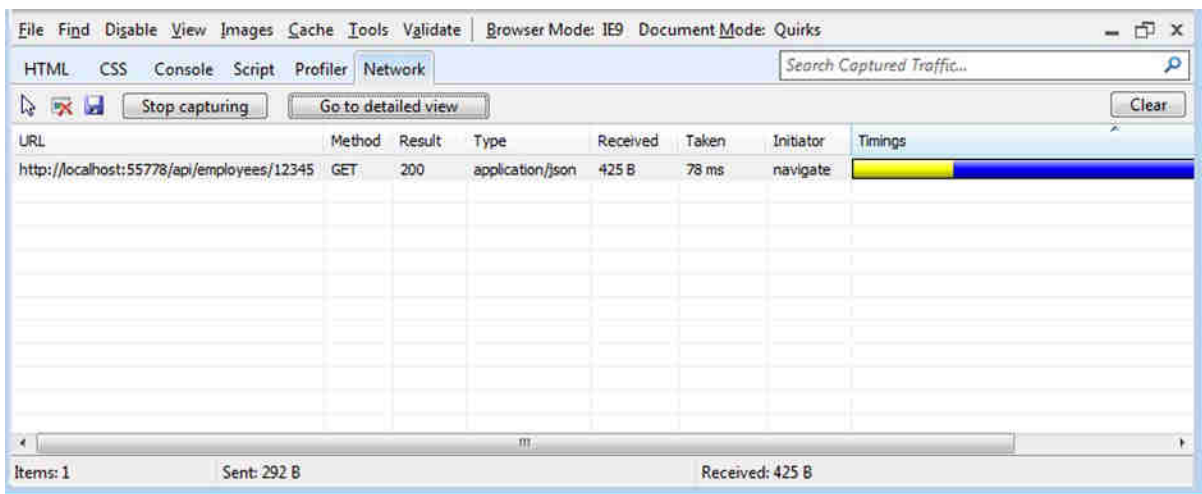 File Find Disable View Images Cache Tools Validate Browser Mode: IE9 Document Mode: Quirks
HTML CSS Console Script Profiler Network Search Captured Traffic...
Stop capturing Go to detailed view Clear
URL Method Result Type Received Taken Initiator Timings
http://localhost:55778/api/employees/12345 GET 200 application/json 425 B 78 ms navigate
Items: 1 Sent: 292 B Received: 425 B